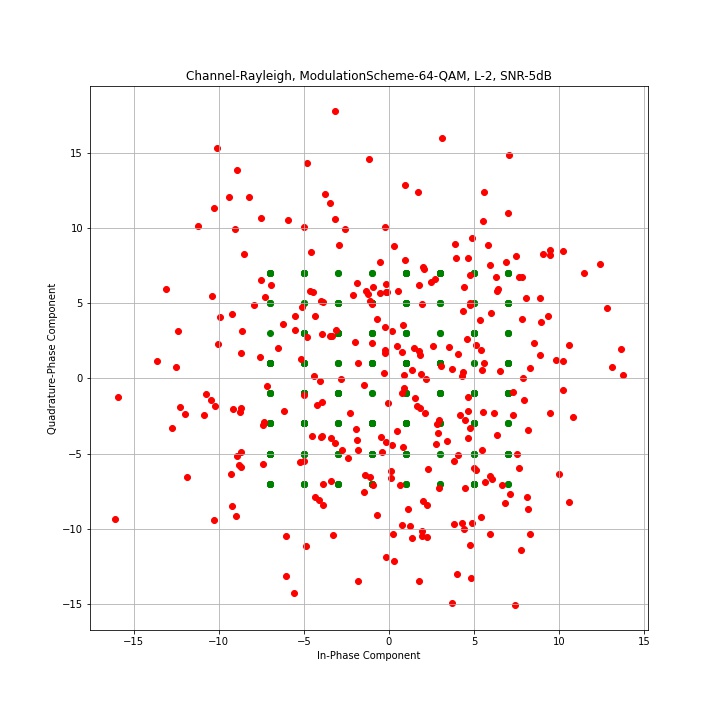 Channel-Rayleigh, ModulationScheme-64-QAM, L-2, SNR-5dB
Quadrature-Phase Component
15
10
5
0
−5
−10
−15
−15 −10 −5 0 5 10 15
In-Phase Component